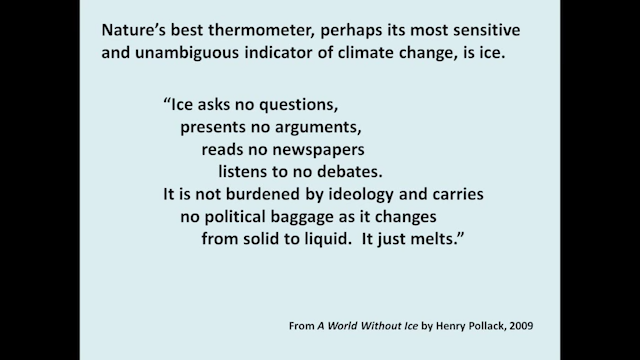 Nature’s best thermometer, perhaps its most sensitive
and unambiguous indicator of climate change, is ice.
“Ice asks no questions,
presents no arguments,
reads no newspapers
listens to no debates.
It is not burdened by ideology and carries
no political baggage as it changes
from solid to liquid.  It just melts.”
From A World Without Ice by Henry Pollack, 2009